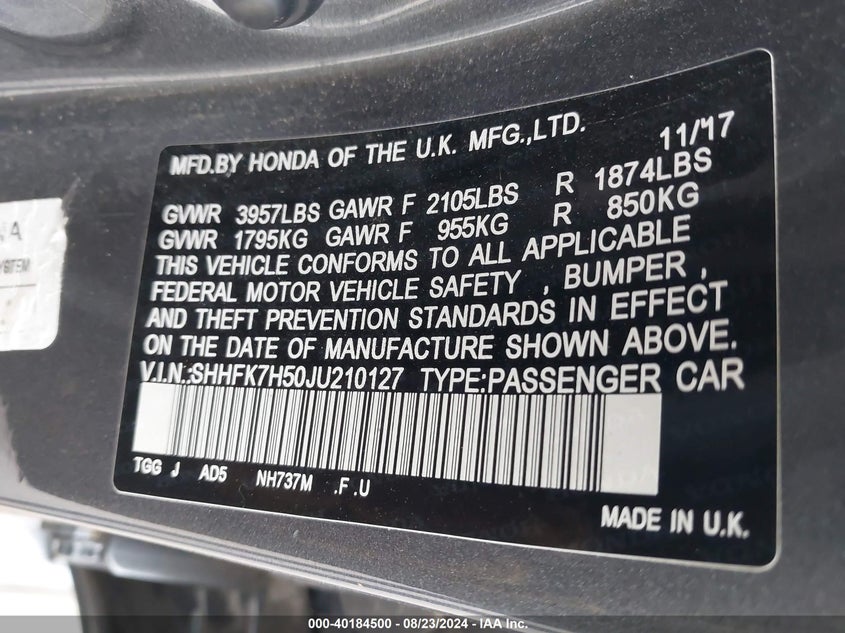 MFD.BY HONDA OF THE U.K. MFG.,LTD. 11/17
GVWR 3957LBS GAWR F 2105LBS R 1874LBS
GVWR 1795KG GAWR F 955KG R 850KG
THIS VEHICLE CONFORMS TO ALL APPLICABLE
FEDERAL MOTOR VEHICLE SAFETY , BUMPER ,
AND THEFT PREVENTION STANDARDS IN EFFECT
ON THE DATE OF MANUFACTURE SHOWN ABOVE.
V.I.N.:SHHFK7H50JU210127 TYPE:PASSENGER CAR
TGG J AD5 NH737M .F.U
MADE IN U.K.
000-40184500 - 08/23/2024 - IAA Inc.